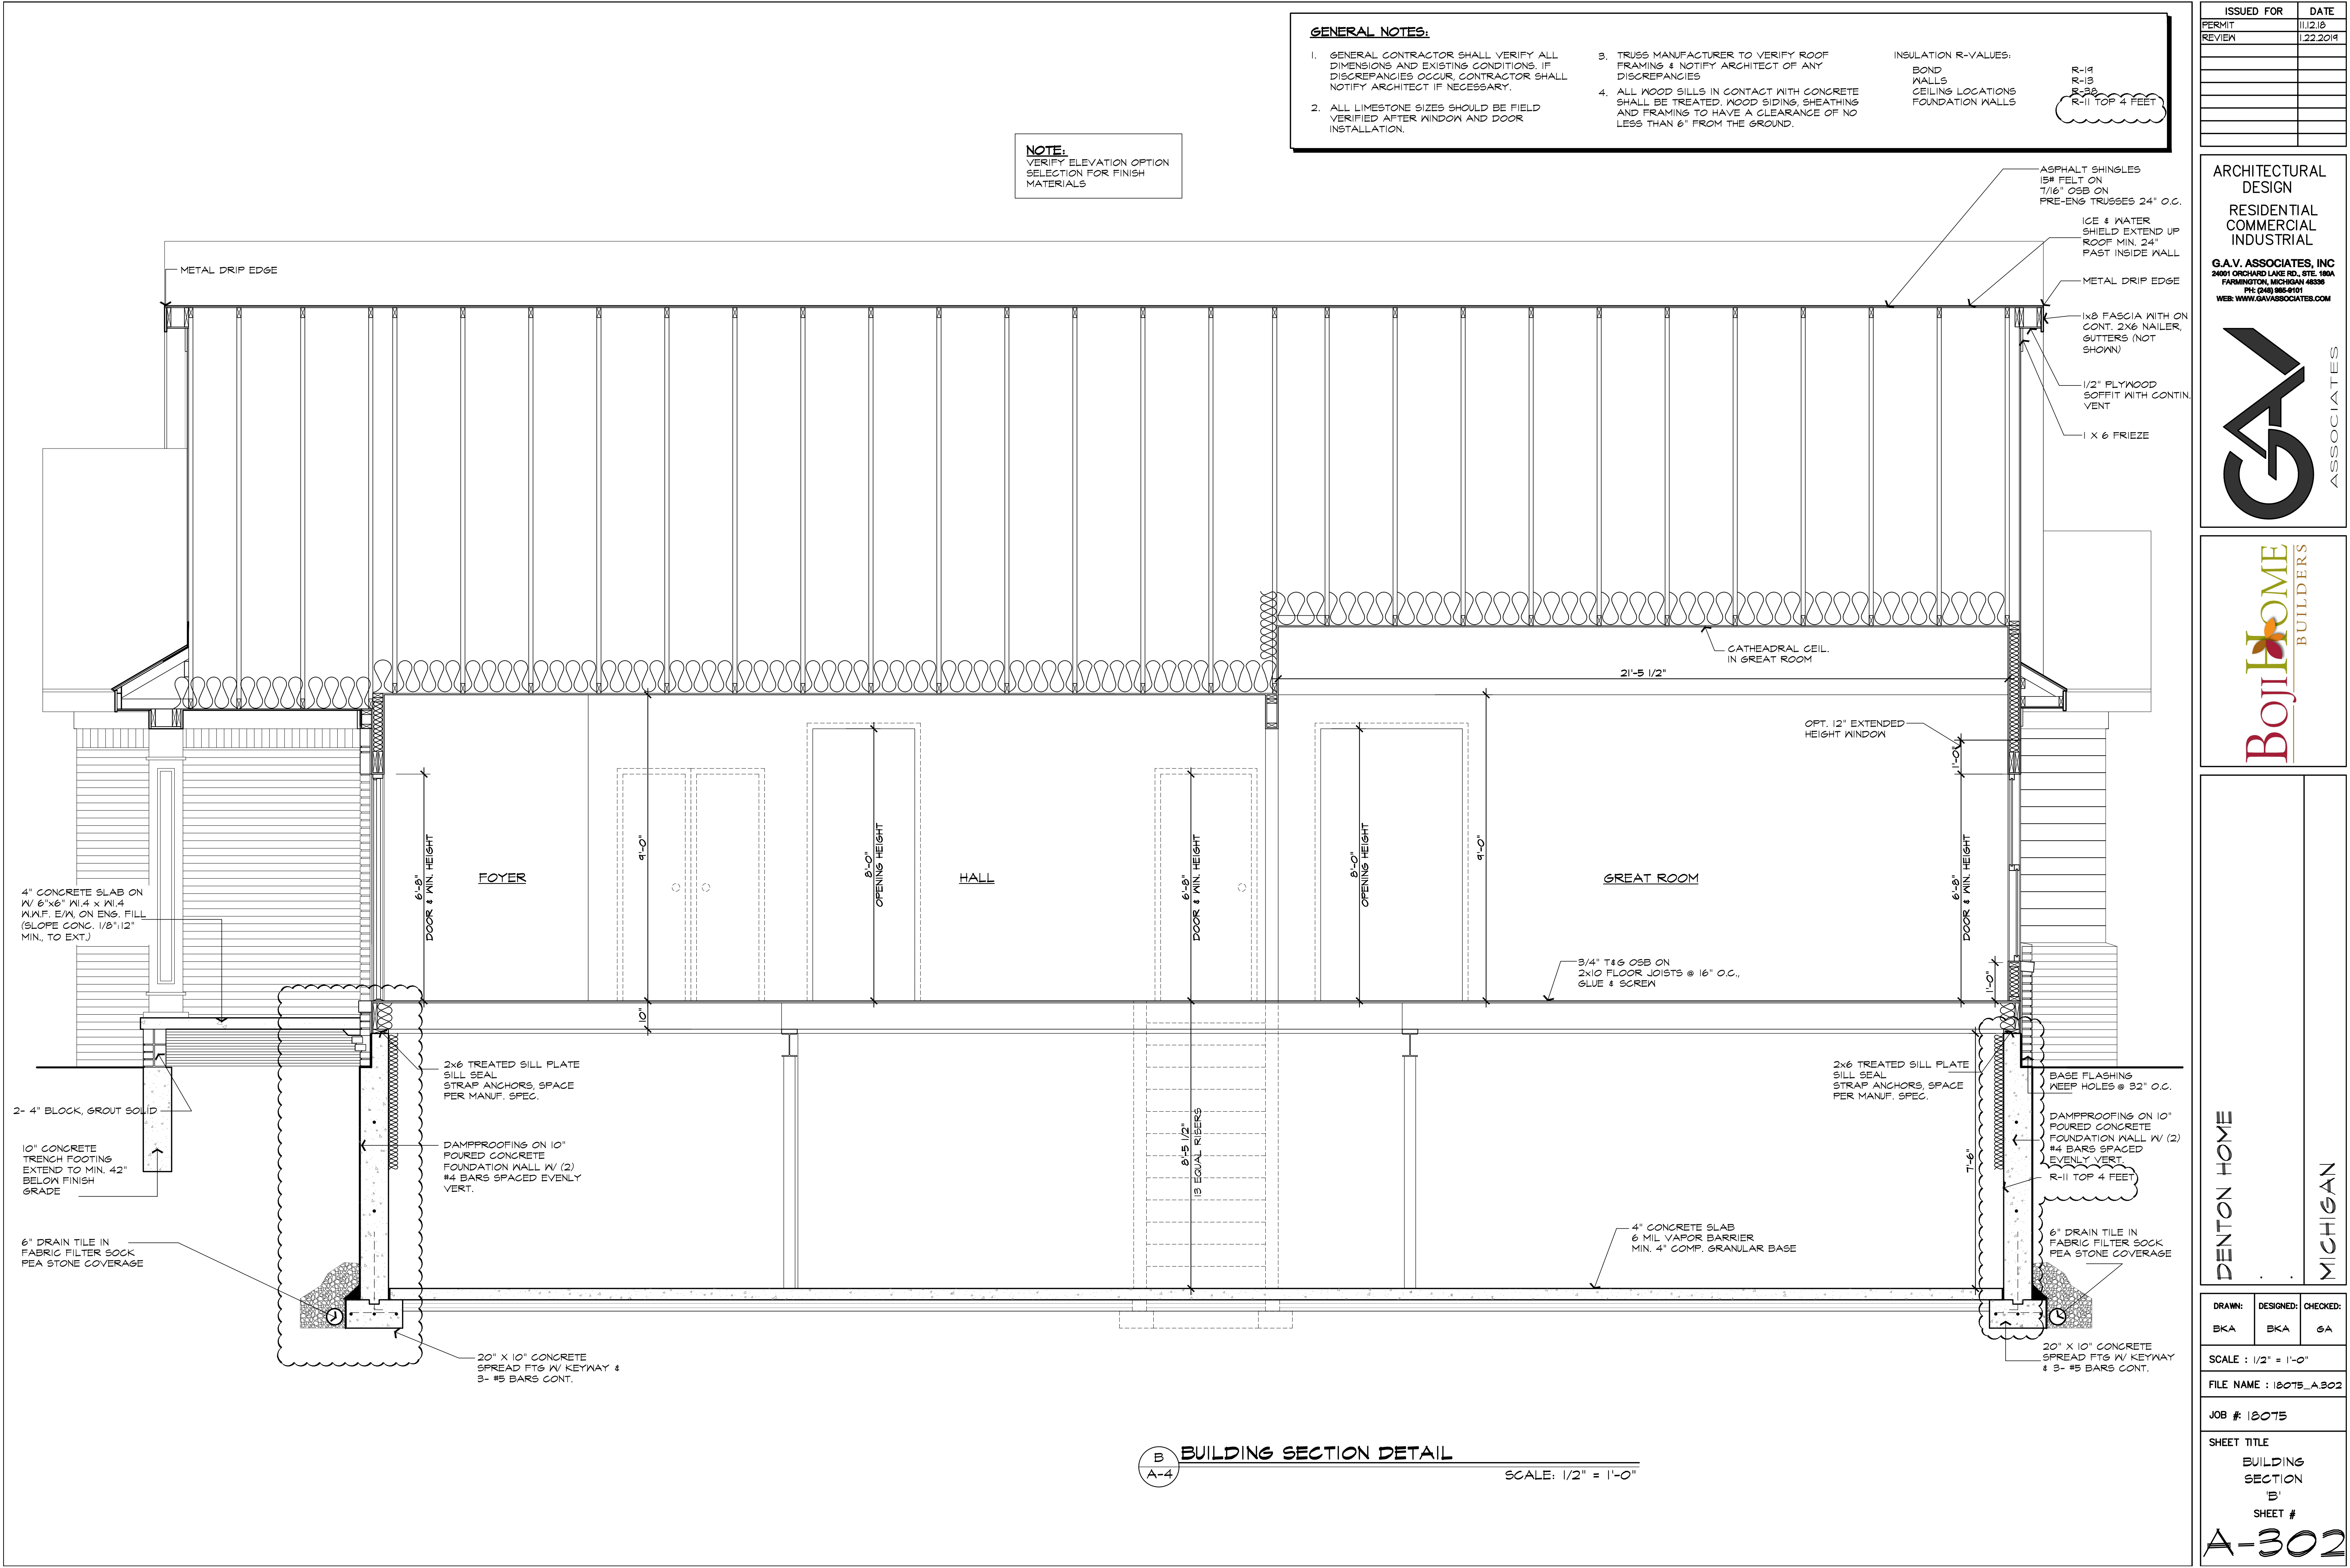 GENERAL NOTES:
1. GENERAL CONTRACTOR SHALL VERIFY ALL
DIMENSIONS AND EXISTING CONDITIONS. IF
DISCREPANCIES OCCUR, CONTRACTOR SHALL
NOTIFY ARCHITECT IF NECESSARY.
2. ALL LIMESTONE SIZES SHOULD BE FIELD
VERIFIED AFTER WINDOW AND DOOR
INSTALLATION.
3. TRUSS MANUFACTURER TO VERIFY ROOF
FRAMING & NOTIFY ARCHITECT OF ANY
DISCREPANCIES
4. ALL WOOD SILLS IN CONTACT WITH CONCRETE
SHALL BE TREATED. WOOD SIDING, SHEATHING
AND FRAMING TO HAVE A CLEARANCE OF NO
LESS THAN 6" FROM THE GROUND.
INSULATION R-VALUES:
BOND R-19
WALLS R-13
CEILING LOCATIONS R-38
FOUNDATION WALLS R-11 TOP 4 FEET
NOTE:
VERIFY ELEVATION OPTION
SELECTION FOR FINISH
MATERIALS
ASPHALT SHINGLES
15# FELT ON
7/16" OSB ON
PRE-ENG TRUSSES 24" O.C.
ICE & WATER
SHIELD EXTEND UP
ROOF MIN. 24"
PAST INSIDE WALL
METAL DRIP EDGE
METAL DRIP EDGE
1x8 FASCIA WITH ON
CONT. 2X6 NAILER,
GUTTERS (NOT
SHOWN)
1/2" PLYWOOD
SOFFIT WITH CONTIN.
VENT
1 X 6 FRIEZE
CATHEADRAL CEIL.
IN GREAT ROOM
21'-5 1/2"
OPT. 12" EXTENDED
HEIGHT WINDOW
1'-0"
6'-8"
DOOR & WIN. HEIGHT
FOYER
9'-0"
8'-0"
OPENING HEIGHT
HALL
6'-8"
DOOR & WIN. HEIGHT
8'-0"
OPENING HEIGHT
9'-0"
GREAT ROOM
6'-8"
DOOR & WIN. HEIGHT
1'-0"
4" CONCRETE SLAB ON
W/ 6"x6" W1.4 x W1.4
W.W.F. E/W, ON ENG. FILL
(SLOPE CONC. 1/8":12"
MIN., TO EXT.)
3/4" T&G OSB ON
2x10 FLOOR JOISTS @ 16" O.C.,
GLUE & SCREW
10"
2x6 TREATED SILL PLATE
SILL SEAL
STRAP ANCHORS, SPACE
PER MANUF. SPEC.
2x6 TREATED SILL PLATE
SILL SEAL
STRAP ANCHORS, SPACE
PER MANUF. SPEC.
BASE FLASHING
WEEP HOLES @ 32" O.C.
2- 4" BLOCK, GROUT SOLID
10" CONCRETE
TRENCH FOOTING
EXTEND TO MIN. 42"
BELOW FINISH
GRADE
DAMPPROOFING ON 10"
POURED CONCRETE
FOUNDATION WALL W/ (2)
#4 BARS SPACED EVENLY
VERT.
8'-5 1/2"
13 EQUAL RISERS
7'-6"
DAMPPROOFING ON 10"
POURED CONCRETE
FOUNDATION WALL W/ (2)
#4 BARS SPACED
EVENLY VERT.
R-11 TOP 4 FEET
6" DRAIN TILE IN
FABRIC FILTER SOCK
PEA STONE COVERAGE
4" CONCRETE SLAB
6 MIL VAPOR BARRIER
MIN. 4" COMP. GRANULAR BASE
6" DRAIN TILE IN
FABRIC FILTER SOCK
PEA STONE COVERAGE
20" X 10" CONCRETE
SPREAD FTG W/ KEYWAY &
3- #5 BARS CONT.
20" X 10" CONCRETE
SPREAD FTG W/ KEYWAY
& 3- #5 BARS CONT.
B
A-4
BUILDING SECTION DETAIL
SCALE: 1/2" = 1'-0"
ISSUED FOR DATE
PERMIT 11.12.18
REVIEW 1.22.2019
ARCHITECTURAL
DESIGN
RESIDENTIAL
COMMERCIAL
INDUSTRIAL
G.A.V. ASSOCIATES, INC
24001 ORCHARD LAKE RD., STE. 180A
FARMINGTON, MICHIGAN 48336
PH: (248) 985-9101
WEB: WWW.GAVASSOCIATES.COM
GAV
ASSOCIATES
BOJI HOME
BUILDERS
DENTON HOME
MICHIGAN
DRAWN: DESIGNED: CHECKED:
BKA BKA GA
SCALE : 1/2" = 1'-0"
FILE NAME : 18075_A.302
JOB #: 18075
SHEET TITLE
BUILDING
SECTION
'B'
SHEET #
A-302